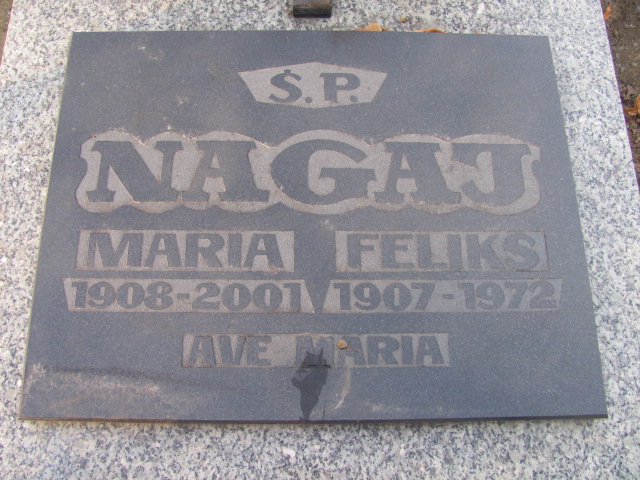 Ś.P.
NAGAJ
MARIA FELIKS
1908-2001 1907-1972
AVE MARIA